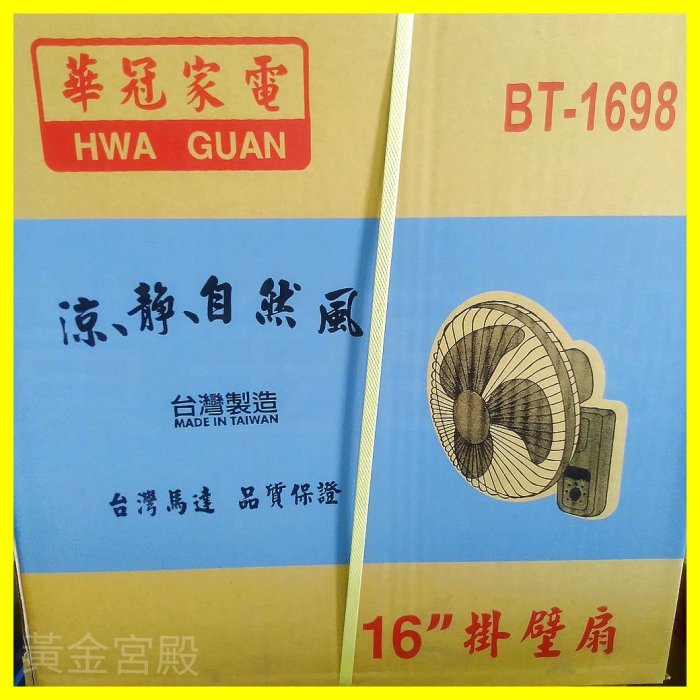 華冠家電
HWA GUAN
BT-1698
涼、靜、自然風
台灣製造
MADE IN TAIWAN
台灣馬達 品質保證
16”掛壁扇
黃金宮殿